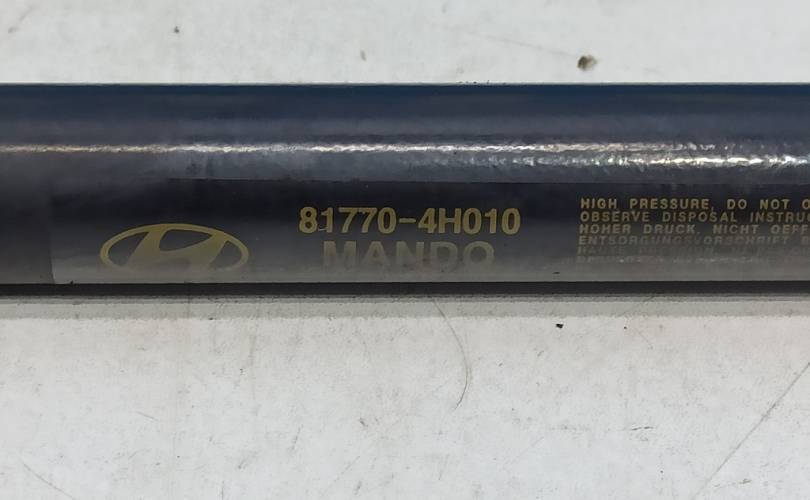 81770-4H010
MANDO
HIGH PRESSURE, DO NOT O
OBSERVE DISPOSAL INSTRU
HOHER DRUCK, NICHT OEFF
ENTSORGUNGSVORSCHRIFT